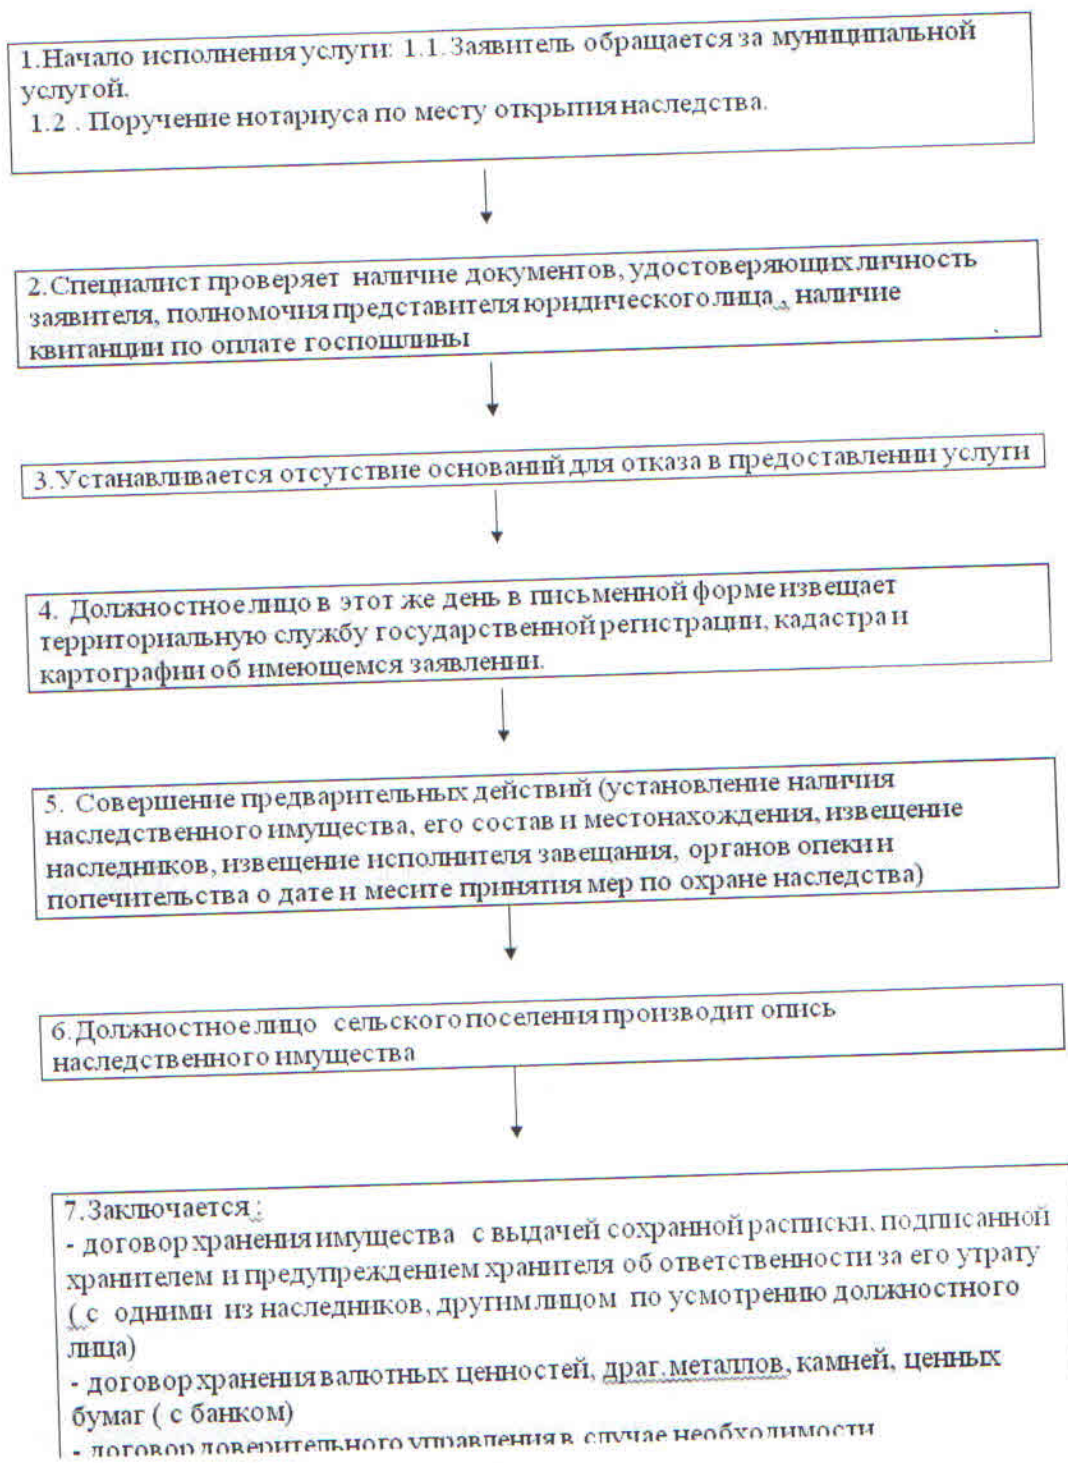 1.Начало исполнения услуги: 1.1. Заявитель обращается за муниципальной
услугой.
1.2 . Поручение нотариуса по месту открытия наследства.
2.Специалист проверяет наличие документов, удостоверяющих личность
заявителя, полномочия представителя юридического лица , наличие
квитанции по оплате госпошлины
3.Устанавливается отсутствие оснований для отказа в предоставлении услуги
4. Должностное лицо в этот же день в письменной форме извещает
территориальную службу государственной регистрации, кадастра и
картографии об имеющемся заявлении.
5. Совершение предварительных действий (установление наличия
наследственного имущества, его состав и местонахождения, извещение
наследников, извещение исполнителя завещания, органов опеки и
попечительства о дате и месите принятия мер по охране наследства)
6.Должностное лицо сельского поселения производит опись
наследственного имущества
7.Заключается :
- договор хранения имущества с выдачей сохранной расписки, подписанной
хранителем и предупреждением хранителя об ответственности за его утрату
( с одними из наследников, другим лицом по усмотрению должностного
лица)
- договор хранения валютных ценностей, драг.металлов, камней, ценных
бумаг ( с банком)
- договор доверительного управления в случае необходимости